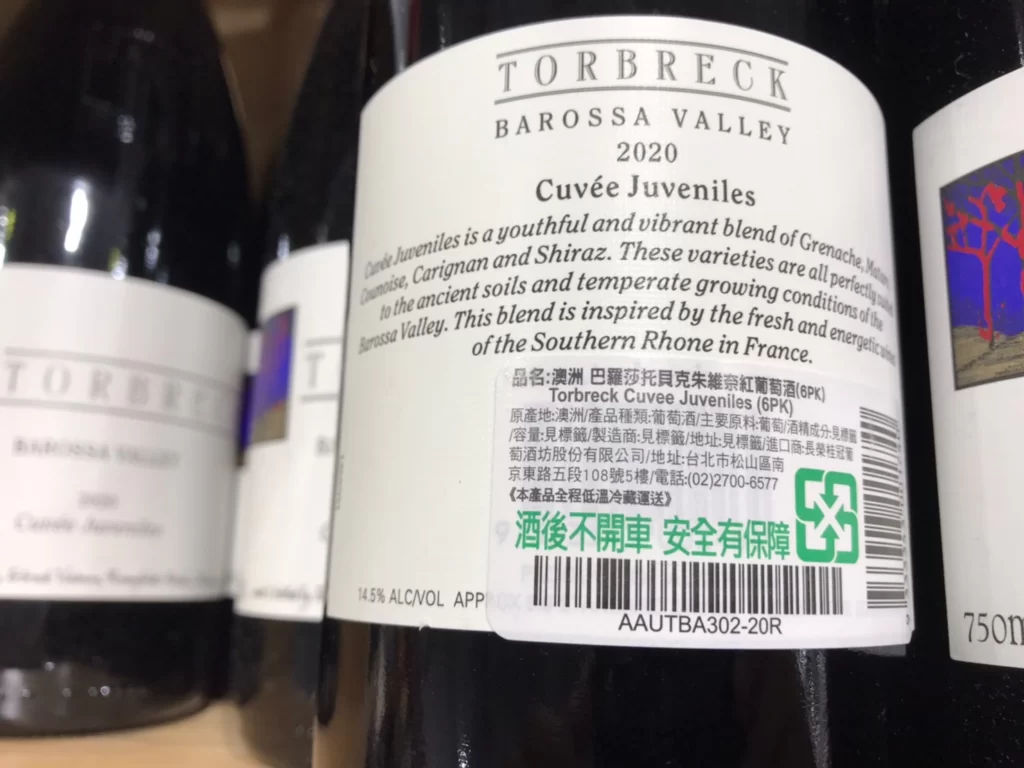 TORBRECK
BAROSSA VALLEY
2020
Cuvée Juveniles
Cuvée Juveniles is a youthful and vibrant blend of Grenache,
Counoise, Carignan and Shiraz. These varieties are all perfectly
to the ancient soils and temperate growing conditions of the
Barossa Valley. This blend is inspired by the fresh and energetic
of the Southern Rhone in France.
品名:澳洲 巴羅莎托貝克朱維奈紅葡萄酒(6PK)
Torbreck Cuvee Juveniles (6PK)
原產地:澳洲/產品種類:葡萄酒/主要原料:葡萄/酒精成分:見標籤
/容量:見標籤/製造商:見標籤/地址:見標籤/進口商:長榮桂冠葡
萄酒坊股份有限公司/地址:台北市松山區南
京東路五段108號5樓/電話:(02)2700-6577
《本產品全程低溫冷藏運送》
酒後不開車 安全有保障
14.5% ALC/VOL APP
AAUTBA302-20R
TORBRECK
BAROSSA VALLEY
2020
Cuvée Juveniles
T
750m